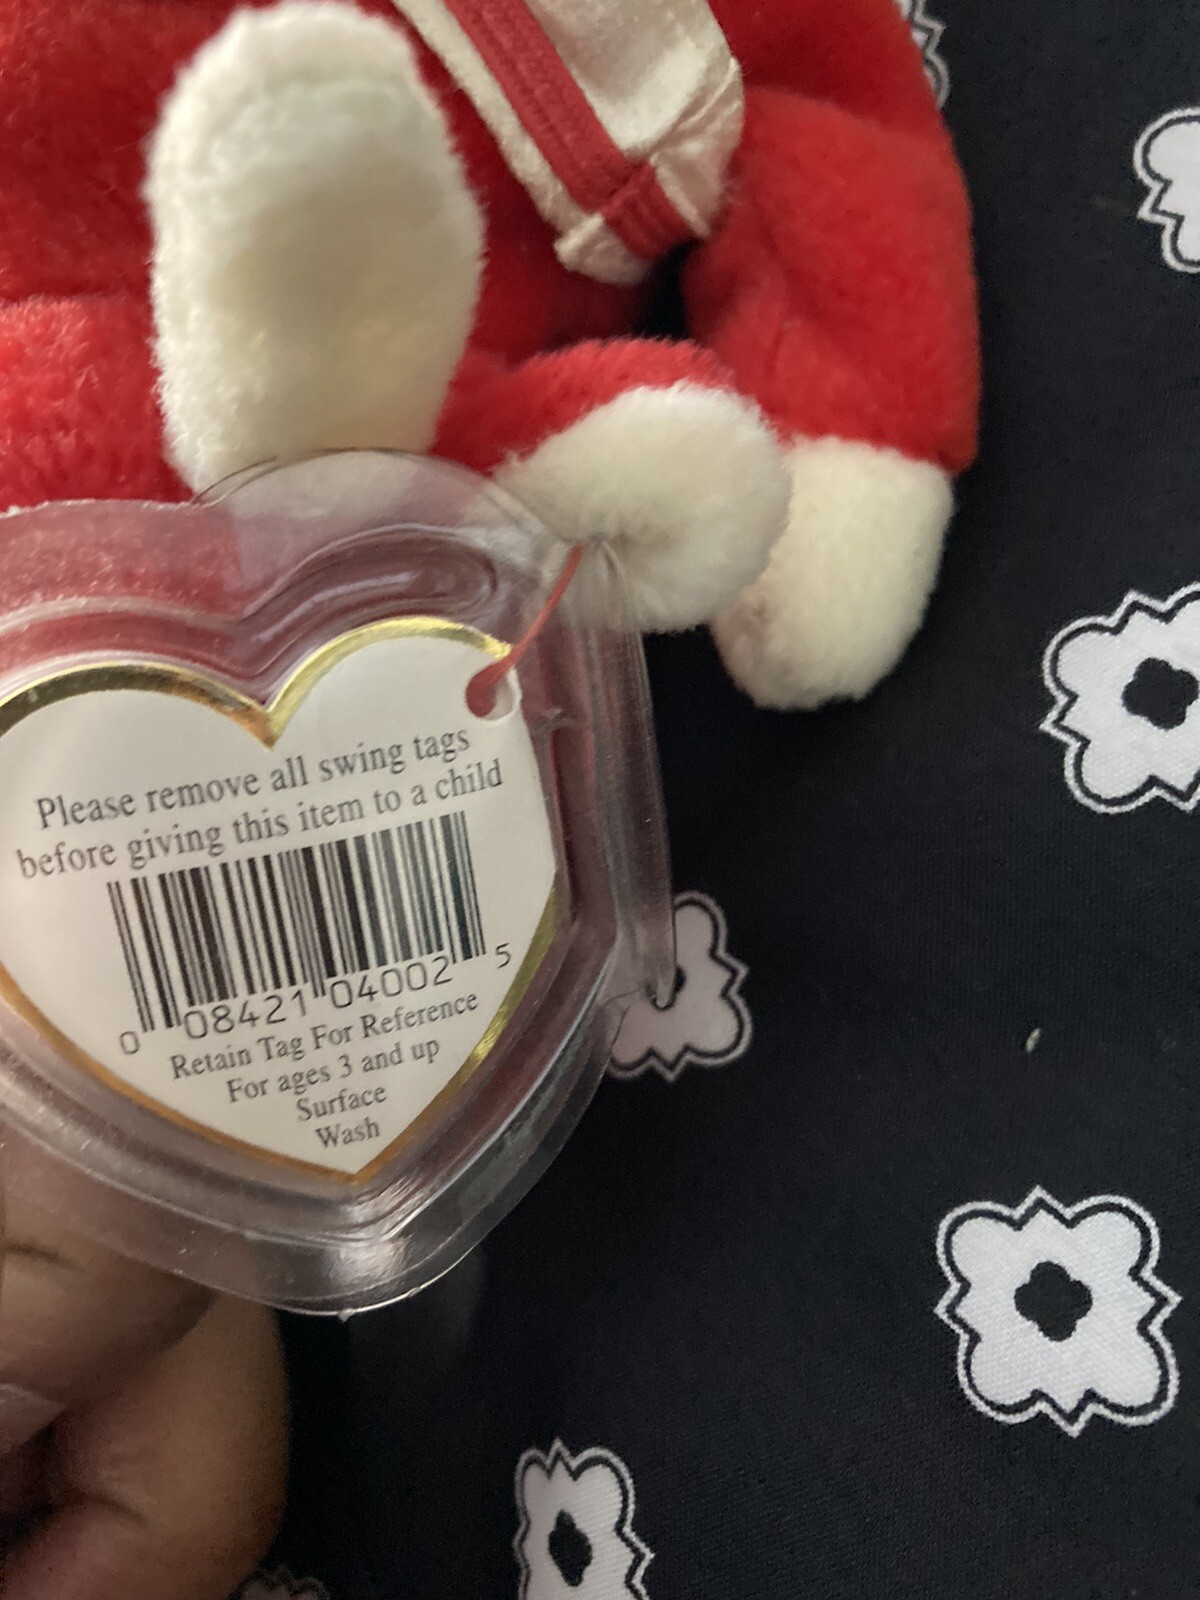 Please remove all swing tags
before giving this item to a child
0 08421 04002 5
Retain Tag For Reference
For ages 3 and up
Surface
Wash